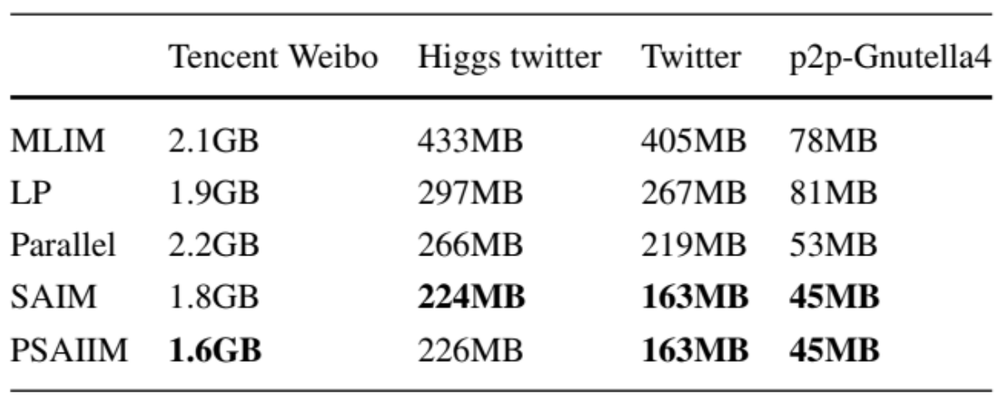 Tencent Weibo Higgs twitter Twitter p2p-Gnutella4
MLIM 2.1GB 433MB 405MB 78MB
LP 1.9GB 297MB 267MB 81MB
Parallel 2.2GB 266MB 219MB 53MB
SAIM 1.8GB 224MB 163MB 45MB
PSAIIM 1.6GB 226MB 163MB 45MB